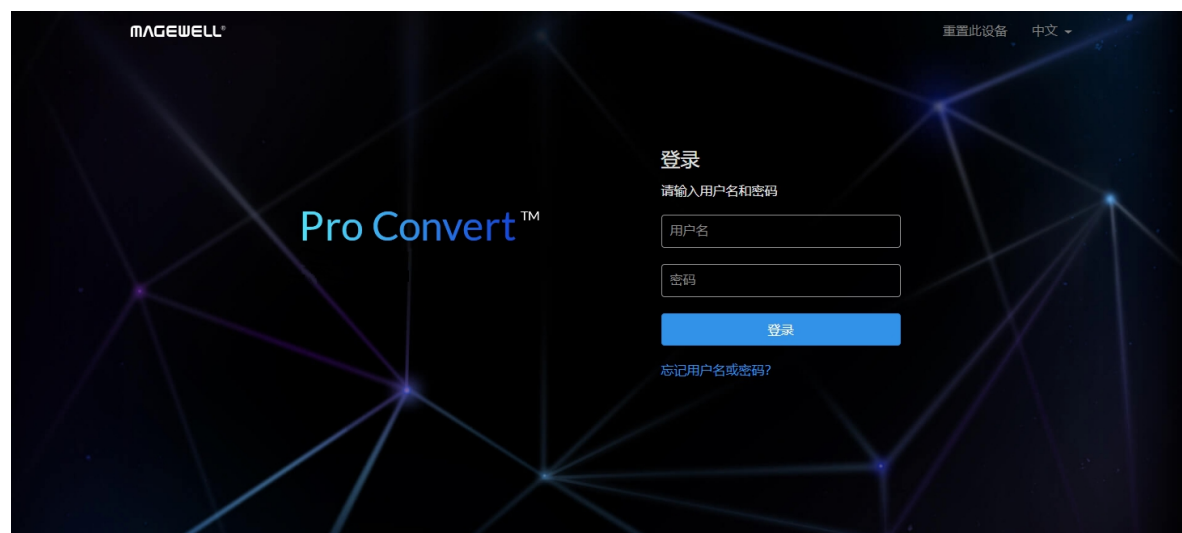 MAGEWELL®
重置此设备 中文
登录
请输入用户名和密码
Pro Convert™
用户名
密码
登录
忘记用户名或密码?